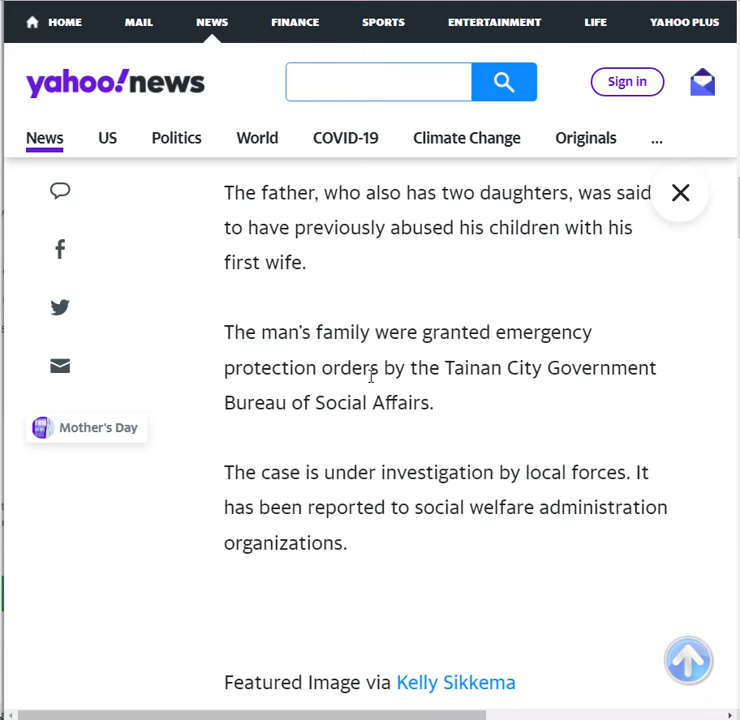 HOME MAIL NEWS FINANCE SPORTS ENTERTAINMENT LIFE YAHOO PLUS
yahoo!news Sign in
News US Politics World COVID-19 Climate Change Originals ...
The father, who also has two daughters, was said
to have previously abused his children with his
first wife.
The man's family were granted emergency
protection orders by the Tainan City Government
Bureau of Social Affairs.
Mother's Day
The case is under investigation by local forces. It
has been reported to social welfare administration
organizations.
Featured Image via Kelly Sikkema